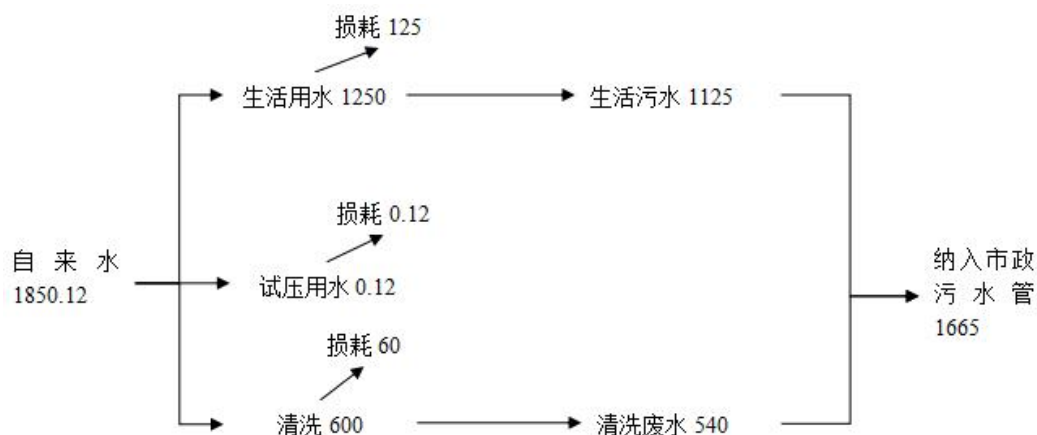 损耗 125
生活用水 1250
生活污水 1125
损耗 0.12
自来水
1850.12
试压用水 0.12
纳入市政
污水管
1665
损耗 60
清洗 600
清洗废水 540